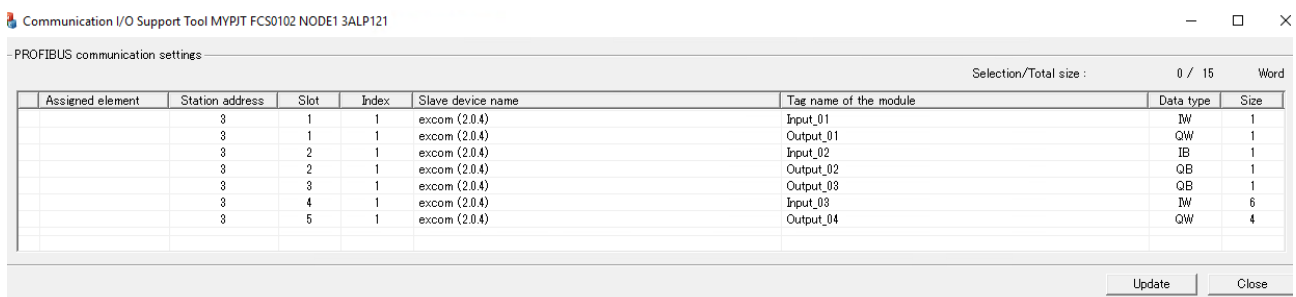 Communication I/O Support Tool MYPJT FCS0102 NODE1 3ALP121
PROFIBUS communication settings
Selection/Total size : 0 / 15 Word
Assigned element Station address Slot Index Slave device name Tag name of the module Data type Size
3 1 1 excom (2.0.4) Input_01 IW 1
3 1 1 excom (2.0.4) Output_01 QW 1
3 2 1 excom (2.0.4) Input_02 IB 1
3 2 1 excom (2.0.4) Output_02 QB 1
3 3 1 excom (2.0.4) Output_03 QB 1
3 4 1 excom (2.0.4) Input_03 IW 6
3 5 1 excom (2.0.4) Output_04 QW 4
Update Close